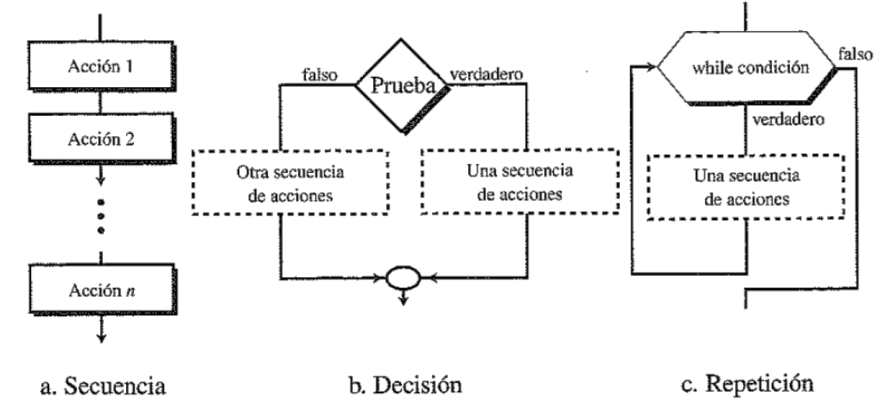 Acción 1
Acción 2
Acción n
a. Secuencia
falso
Prueba
verdadero
Otra secuencia
de acciones
Una secuencia
de acciones
b. Decisión
while condición
falso
verdadero
Una secuencia
de acciones
c. Repetición